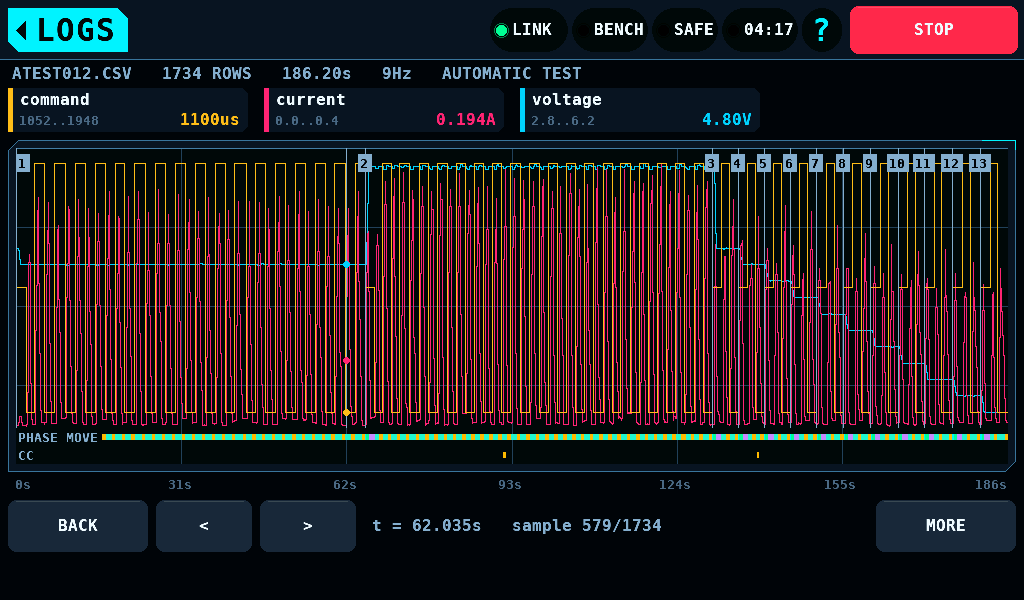 LOGS
LINK BENCH SAFE 04:17 ? STOP
ATEST012.CSV 1734 ROWS 186.20s 9Hz AUTOMATIC TEST
command current voltage
1052..1948 1100us 0.0..0.4 0.194A 2.8..6.2 4.80V
1 2 3 4 5 6 7 8 9 10 11 12 13
PHASE MOVE
CC
0s 31s 62s 93s 124s 155s 186s
BACK < > t = 62.035s sample 579/1734 MORE